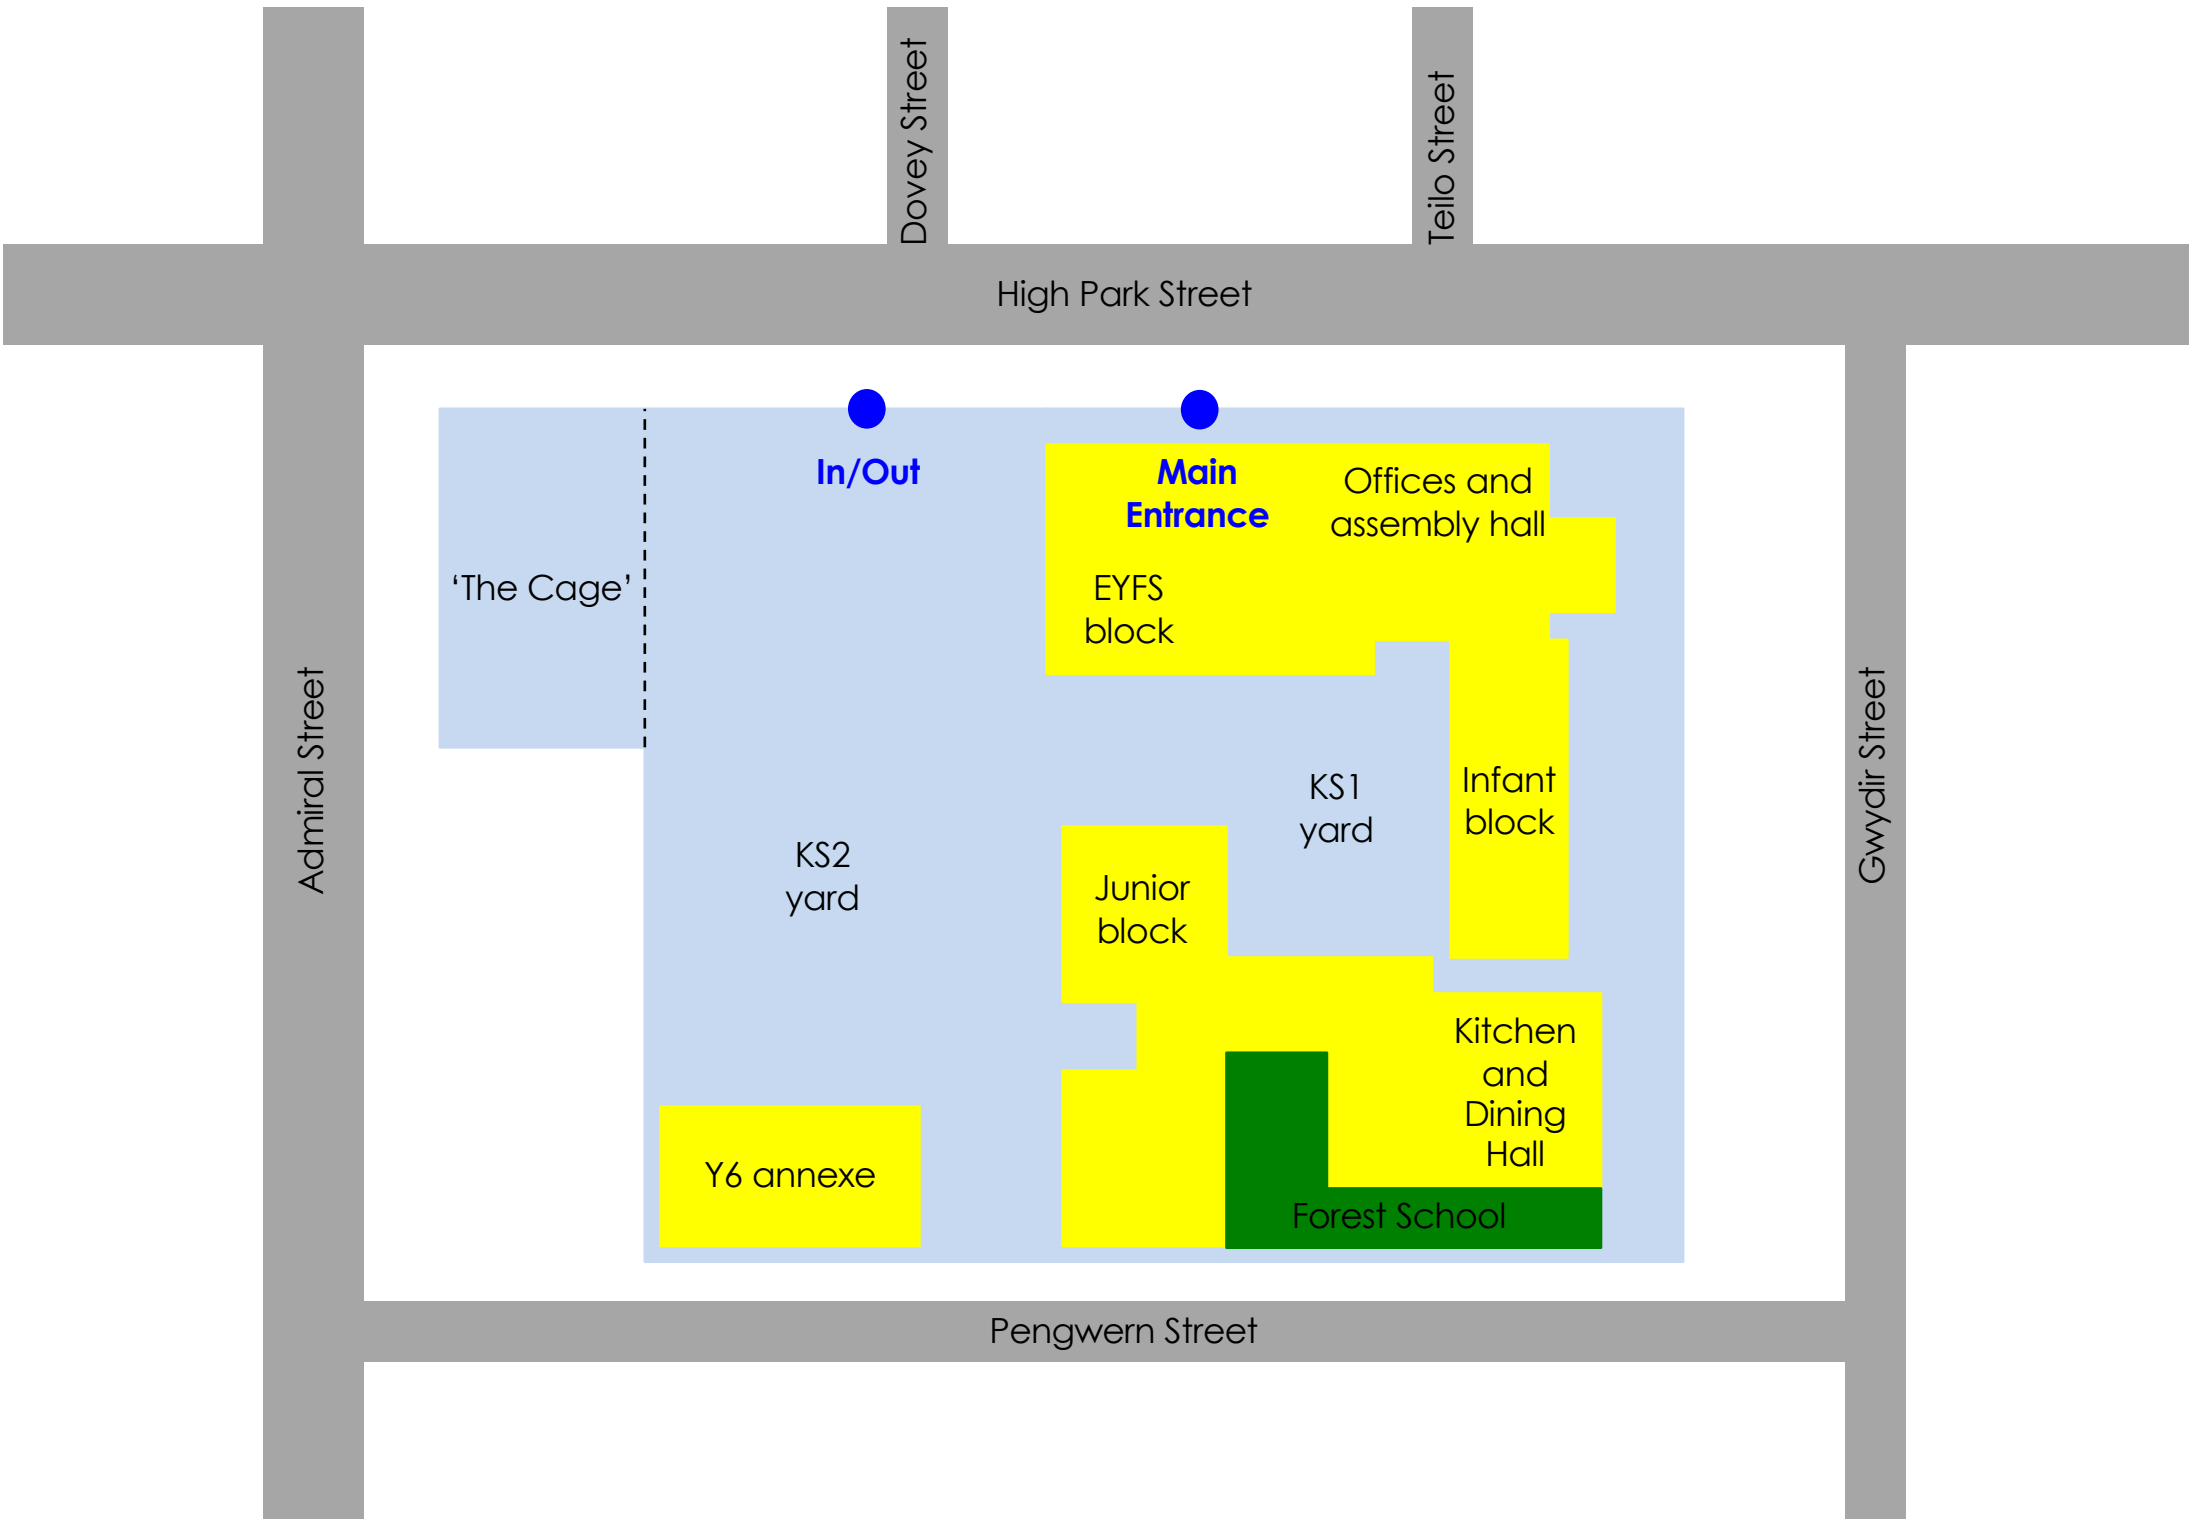 Dovey Street
Teilo Street
High Park Street
In/Out
Main
Entrance
Offices and
assembly hall
‘The Cage’
EYFS
block
Admiral Street
Gwydir Street
KS1
yard
Infant
block
KS2
yard
Junior
block
Kitchen
and
Dining
Hall
Y6 annexe
Forest School
Pengwern Street